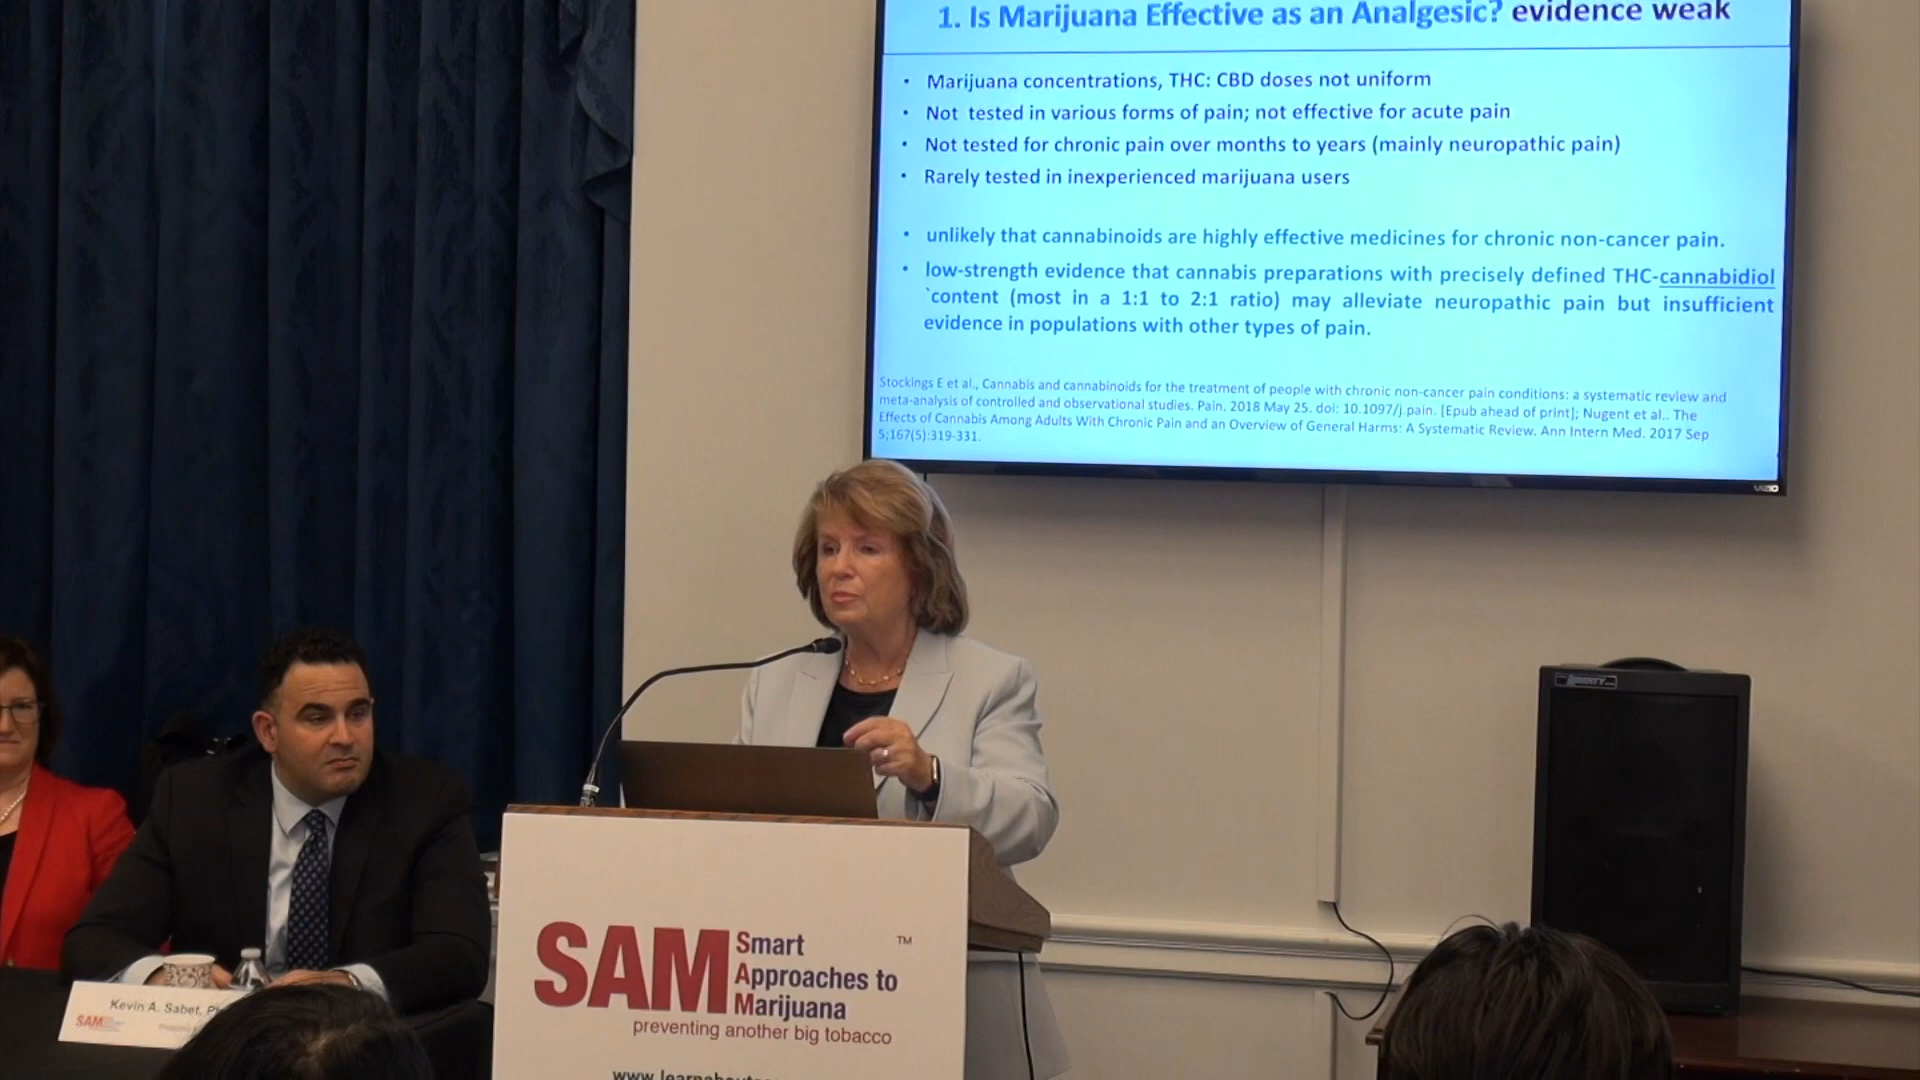 1. Is Marijuana Effective as an Analgesic? evidence weak
• Marijuana concentrations, THC: CBD doses not uniform
• Not tested in various forms of pain; not effective for acute pain
• Not tested for chronic pain over months to years (mainly neuropathic pain)
• Rarely tested in inexperienced marijuana users
• unlikely that cannabinoids are highly effective medicines for chronic non-cancer pain.
• low-strength evidence that cannabis preparations with precisely defined THC-cannabidiol
`content (most in a 1:1 to 2:1 ratio) may alleviate neuropathic pain but insufficient
evidence in populations with other types of pain.
Stockings E et al., Cannabis and cannabinoids for the treatment of people with chronic non-cancer pain conditions: a systematic review and
meta-analysis of controlled and observational studies. Pain. 2018 May 25. doi: 10.1097/j.pain. [Epub ahead of print]; Nugent et al.. The
Effects of Cannabis Among Adults With Chronic Pain and an Overview of General Harms: A Systematic Review. Ann Intern Med. 2017 Sep
5;167(5):319-331.
VIZIO
LIBERTY
SAM
Smart
Approaches to
Marijuana
TM
preventing another big tobacco
Kevin A. Sabet,
SAM